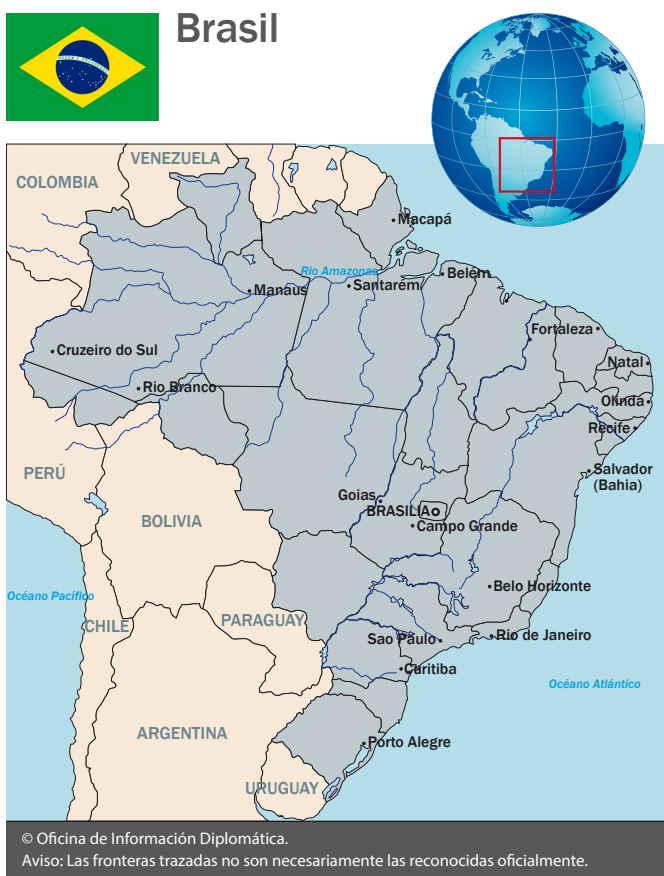 Brasil
VENEZUELA
COLOMBIA
Macapá
Rio Amazonas
Belém
Manaus
Santarém
Fortaleza
Cruzeiro do Sul
Natal
Rio Branco
Olinda
Recife
PERÚ
Salvador
(Bahia)
Goias
BRASILIA
BOLIVIA
Campo Grande
Belo Horizonte
Océano Pacífico
CHILE
PARAGUAY
Sao Paulo
Rio de Janeiro
Curitiba
Océano Atlántico
ARGENTINA
Porto Alegre
URUGUAY
© Oficina de Información Diplomática.
Aviso: Las fronteras trazadas no son necesariamente las reconocidas oficialmente.